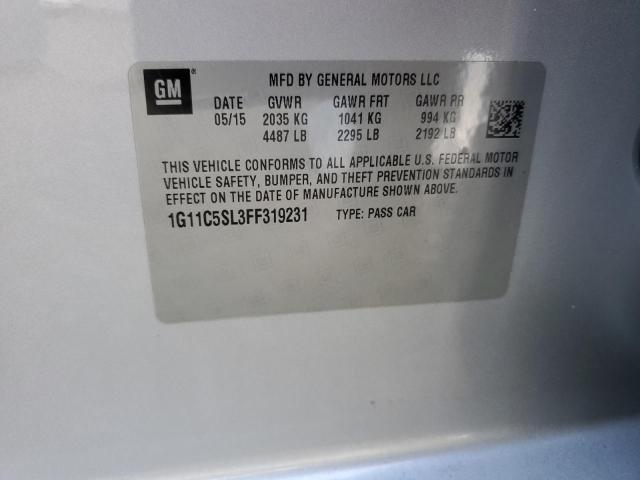 GM
MFD BY GENERAL MOTORS LLC
DATE GVWR GAWR FRT GAWR RR
05/15 2035 KG 1041 KG 994 KG
4487 LB 2295 LB 2192 LB
THIS VEHICLE CONFORMS TO ALL APPLICABLE U.S. FEDERAL MOTOR
VEHICLE SAFETY, BUMPER, AND THEFT PREVENTION STANDARDS IN
EFFECT ON THE DATE OF MANUFACTURE SHOWN ABOVE.
1G11C5SL3FF319231 TYPE: PASS CAR